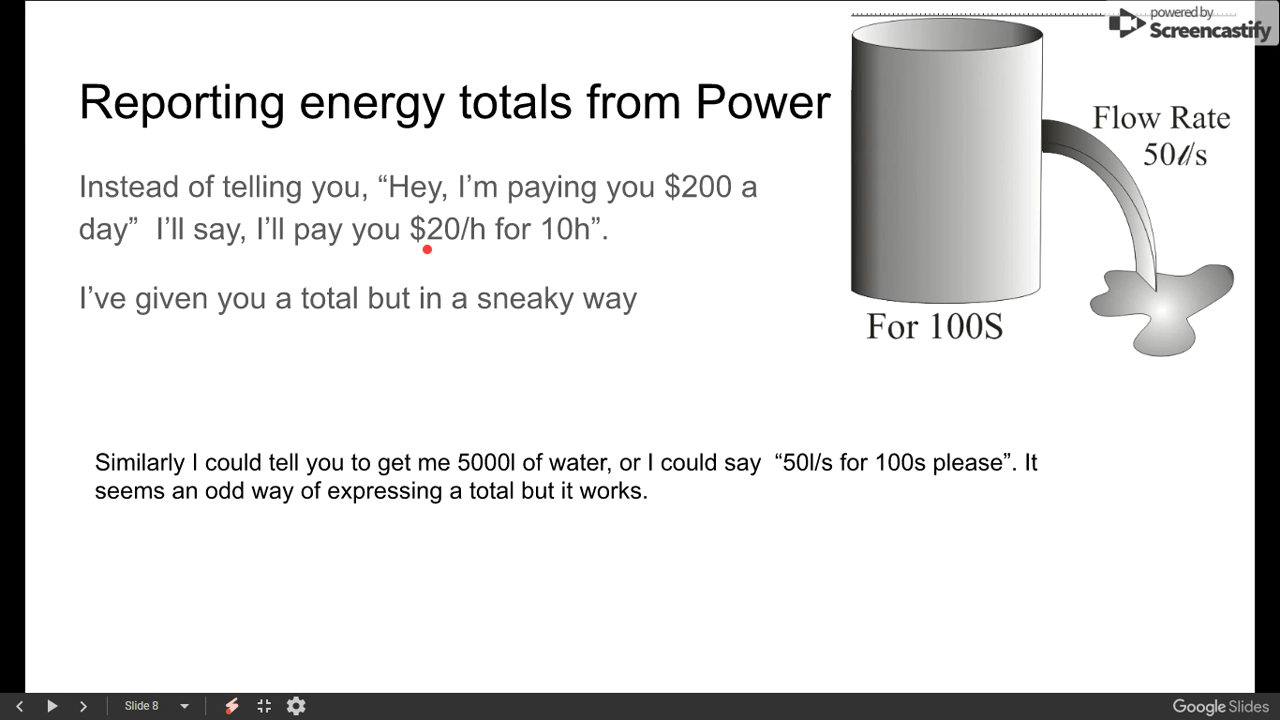 powered by
Screencastify
Reporting energy totals from Power
Flow Rate
50ℓ/s
Instead of telling you, “Hey, I’m paying you $200 a
day”  I’ll say, I’ll pay you $20/h for 10h”.
I’ve given you a total but in a sneaky way
For 100S
Similarly I could tell you to get me 5000l of water, or I could say  “50l/s for 100s please”. It
seems an odd way of expressing a total but it works.
Slide 8
Google Slides